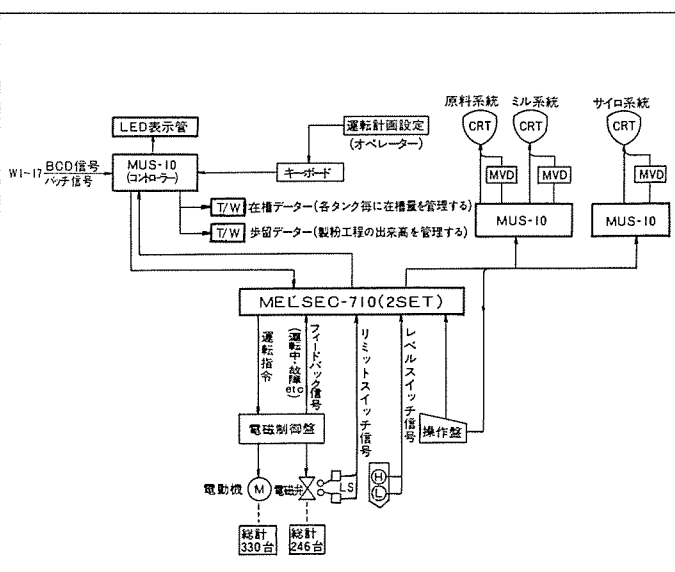 原料系統 ミル系統 サイロ系統
CRT CRT CRT
LED表示管
運転計画設定
(オペレーター)
W1~17 BCD信号
バッチ信号
MUS-10
(コントローラー)
キーボード
MVD MVD MVD
T/W 在槽データー(各タンク毎に在槽量を管理する)
T/W 歩留データー(製粉工程の出来高を管理する)
MUS-10 MUS-10
MELSEC-710(2SET)
運転指令
フィードバック信号
(運転中・故障etc)
リミットスイッチ信号
レベルスイッチ信号
電磁制御盤
操作盤
電動機 M 電磁弁 LS
H
L
総計
330台
総計
246台